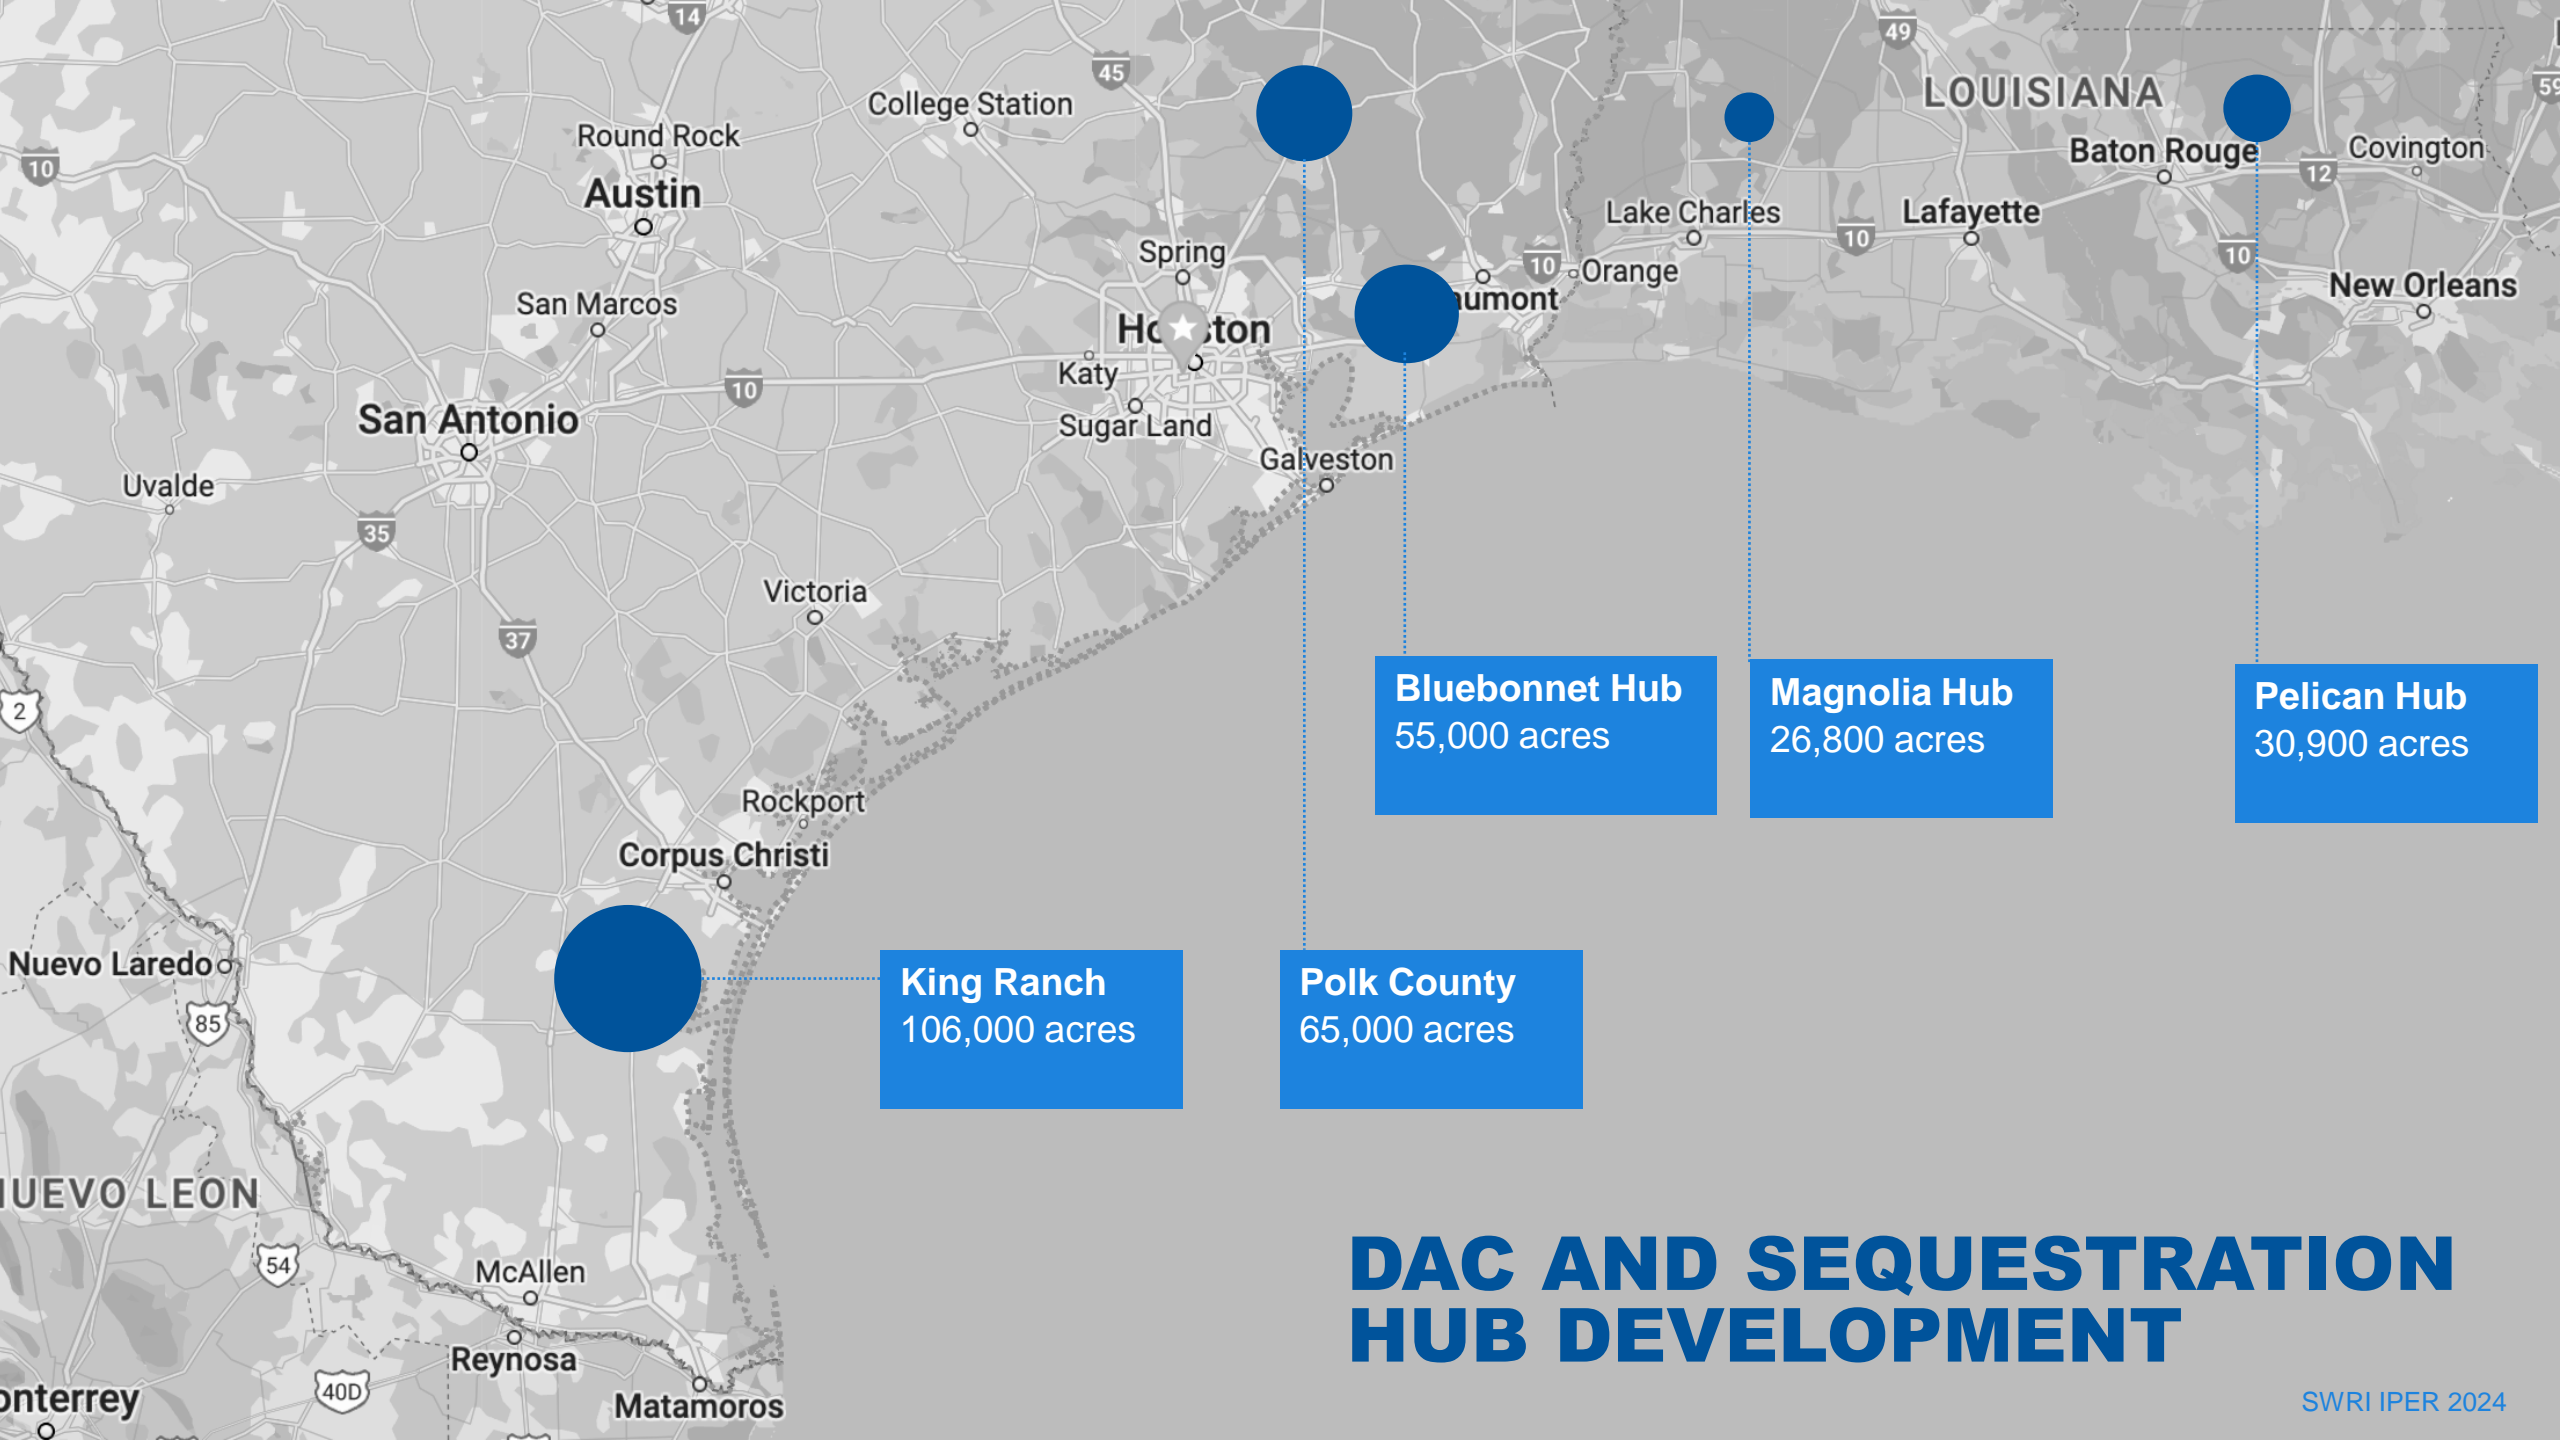 14
45
49
59
LOUISIANA
College Station
Round Rock
10
Austin
Baton Rouge
Covington
12
Lake Charles
Lafayette
Spring
10
Orange
10
10
San Marcos
aumont
New Orleans
Ho ton
Katy
10
San Antonio
Sugar Land
Galveston
Uvalde
35
Victoria
37
2
Bluebonnet Hub
55,000 acres
Magnolia Hub
26,800 acres
Pelican Hub
30,900 acres
Rockport
Corpus Christi
Nuevo Laredo
King Ranch
106,000 acres
Polk County
65,000 acres
85
UEVO LEON
54
McAllen
Reynosa
40D
onterrey
Matamoros
DAC AND SEQUESTRATION
HUB DEVELOPMENT
SWRI IPER 2024